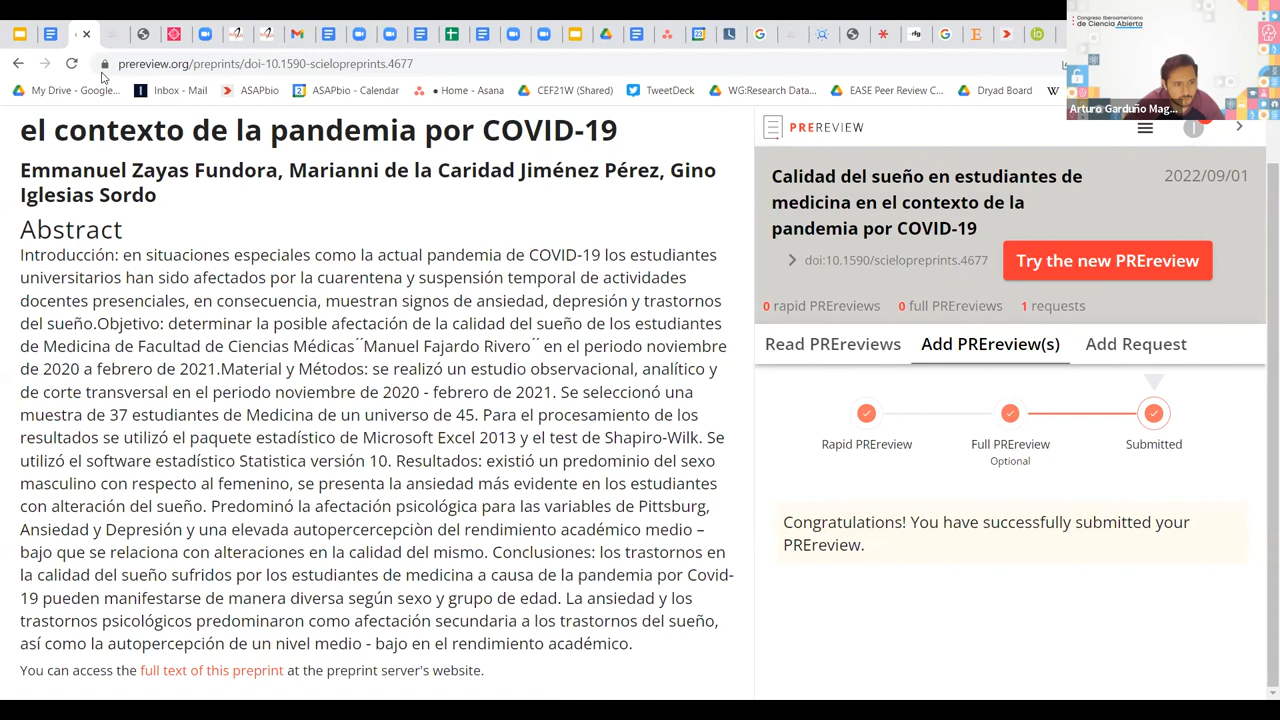 prereview.org/preprints/doi-10.1590-scielopreprints.4677
My Drive - Google...
Inbox - Mail
ASAPbio
ASAPbio - Calendar
• Home - Asana
CEF21W (Shared)
TweetDeck
WG:Research Data...
EASE Peer Review C...
Dryad Board
Congreso Iberoamericano
de Ciencia Abierta
Arturo Garduño Mag...
el contexto de la pandemia por COVID-19
Emmanuel Zayas Fundora, Marianni de la Caridad Jiménez Pérez, Gino
Iglesias Sordo
Abstract
Introducción: en situaciones especiales como la actual pandemia de COVID-19 los estudiantes
universitarios han sido afectados por la cuarentena y suspensión temporal de actividades
docentes presenciales, en consecuencia, muestran signos de ansiedad, depresión y trastornos
del sueño.Objetivo: determinar la posible afectación de la calidad del sueño de los estudiantes
de Medicina de Facultad de Ciencias Médicas´´Manuel Fajardo Rivero´´ en el periodo noviembre
de 2020 a febrero de 2021.Material y Métodos: se realizó un estudio observacional, analítico y
de corte transversal en el periodo noviembre de 2020 - febrero de 2021. Se seleccionó una
muestra de 37 estudiantes de Medicina de un universo de 45. Para el procesamiento de los
resultados se utilizó el paquete estadístico de Microsoft Excel 2013 y el test de Shapiro-Wilk. Se
utilizó el software estadístico Statistica versión 10. Resultados: existió un predominio del sexo
masculino con respecto al femenino, se presenta la ansiedad más evidente en los estudiantes
con alteración del sueño. Predominó la afectación psicológica para las variables de Pittsburg,
Ansiedad y Depresión y una elevada autopercercepciòn del rendimiento académico medio –
bajo que se relaciona con alteraciones en la calidad del mismo. Conclusiones: los trastornos en
la calidad del sueño sufridos por los estudiantes de medicina a causa de la pandemia por Covid-
19 pueden manifestarse de manera diversa según sexo y grupo de edad. La ansiedad y los
trastornos psicológicos predominaron como afectación secundaria a los trastornos del sueño,
así como la autopercepción de un nivel medio - bajo en el rendimiento académico.
You can access the full text of this preprint at the preprint server's website.
PREREVIEW
Calidad del sueño en estudiantes de
medicina en el contexto de la
pandemia por COVID-19
2022/09/01
doi:10.1590/scielopreprints.4677
Try the new PREreview
0 rapid PREreviews
0 full PREreviews
1 requests
Read PREreviews
Add PREreview(s)
Add Request
Rapid PREreview
Full PREreview
Optional
Submitted
Congratulations! You have successfully submitted your
PREreview.